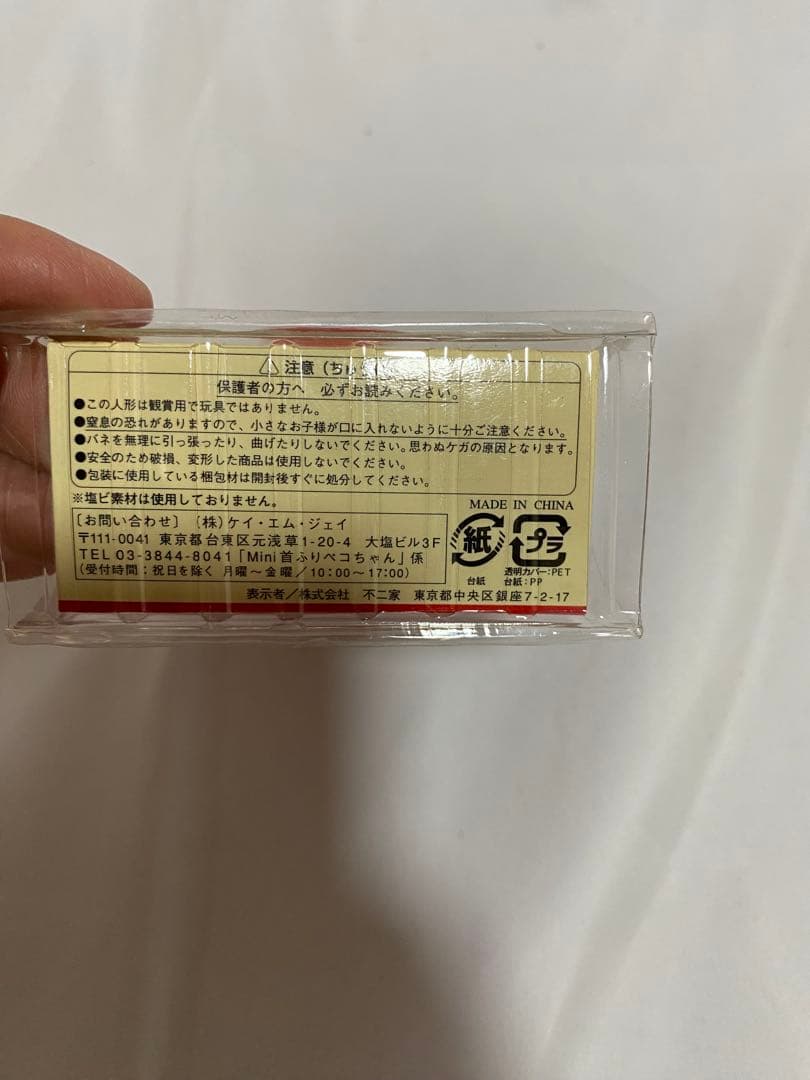 ⚠ 注意（ちゅう
保護者の方へ 必ずお読みください。
●この人形は観賞用で玩具ではありません。
●窒息の恐れがありますので、小さなお子様が口に入れないように十分ご注意ください。
●バネを無理に引っ張ったり、曲げたりしないでください。思わぬケガの原因となります。
●安全のため破損、変形した商品は使用しないでください。
●包装に使用している梱包材は開封後すぐに処分してください。
※塩ビ素材は使用しておりません。
MADE IN CHINA
［お問い合わせ］（株）ケイ・エム・ジェイ
〒111-0041 東京都台東区元浅草1-20-4 大塩ビル3F
TEL 03-3844-8041「Mini首ふりペコちゃん」係
（受付時間：祝日を除く 月曜～金曜／10:00～17:00）
紙
台紙
プラ
透明カバー：PET
台紙：PP
表示者／株式会社 不二家 東京都中央区銀座7-2-17